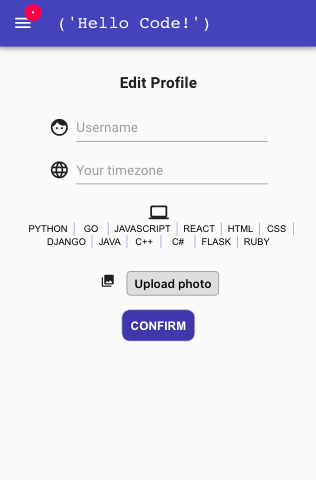 ('Hello Code!')
Edit Profile
Username
Your timezone
PYTHON | GO | JAVASCRIPT | REACT | HTML | CSS |
DJANGO | JAVA | C++ | C# | FLASK | RUBY
Upload photo
CONFIRM